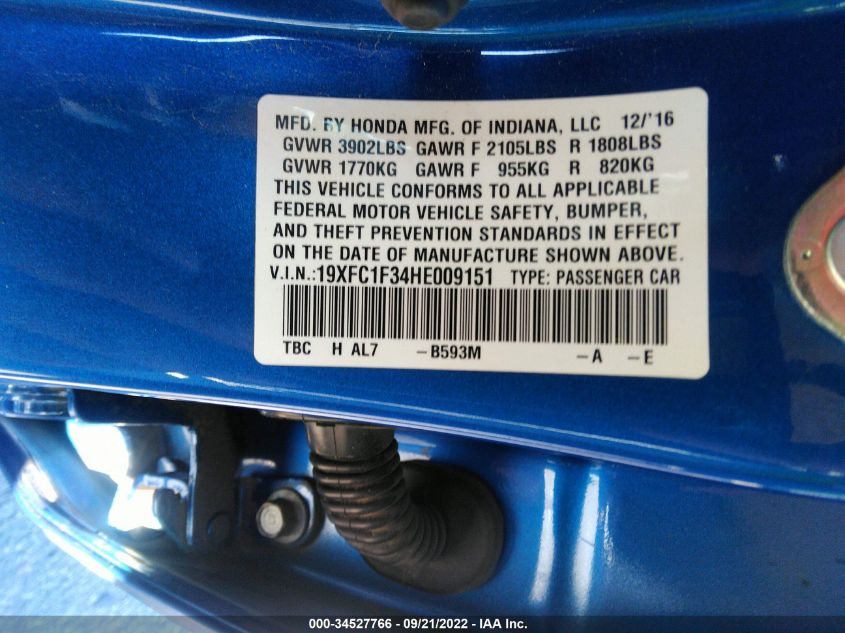 MFD. BY HONDA MFG. OF INDIANA, LLC 12/'16
GVWR 3902LBS GAWR F 2105LBS R 1808LBS
GVWR 1770KG GAWR F 955KG R 820KG
THIS VEHICLE CONFORMS TO ALL APPLICABLE
FEDERAL MOTOR VEHICLE SAFETY, BUMPER,
AND THEFT PREVENTION STANDARDS IN EFFECT
ON THE DATE OF MANUFACTURE SHOWN ABOVE.
V.I.N.:19XFC1F34HE009151 TYPE: PASSENGER CAR
TBC H AL7 –B593M –A –E
000-34527766 / 09/21/2022 / IAA Inc.